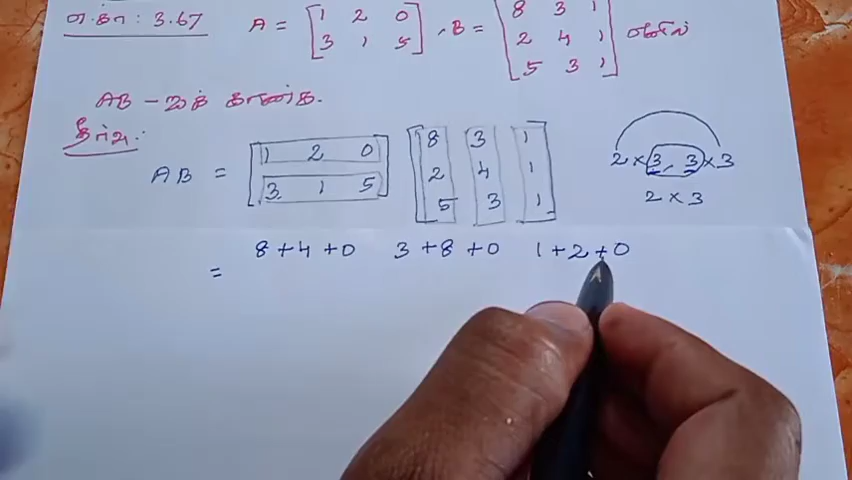 எ.கா : 3.67 A = [1 2 0 , B = [8 3 1
3 1 5] 2 4 1 எனில்
5 3 1]
AB - ஐக் காண்க.
தீர்வு :
AB = [1 2 0 [8 3 1 2 × 3, 3 × 3
3 1 5] 2 4 1 2 × 3
5 3 1]
= 8 + 4 + 0 3 + 8 + 0 1 + 2 + 0